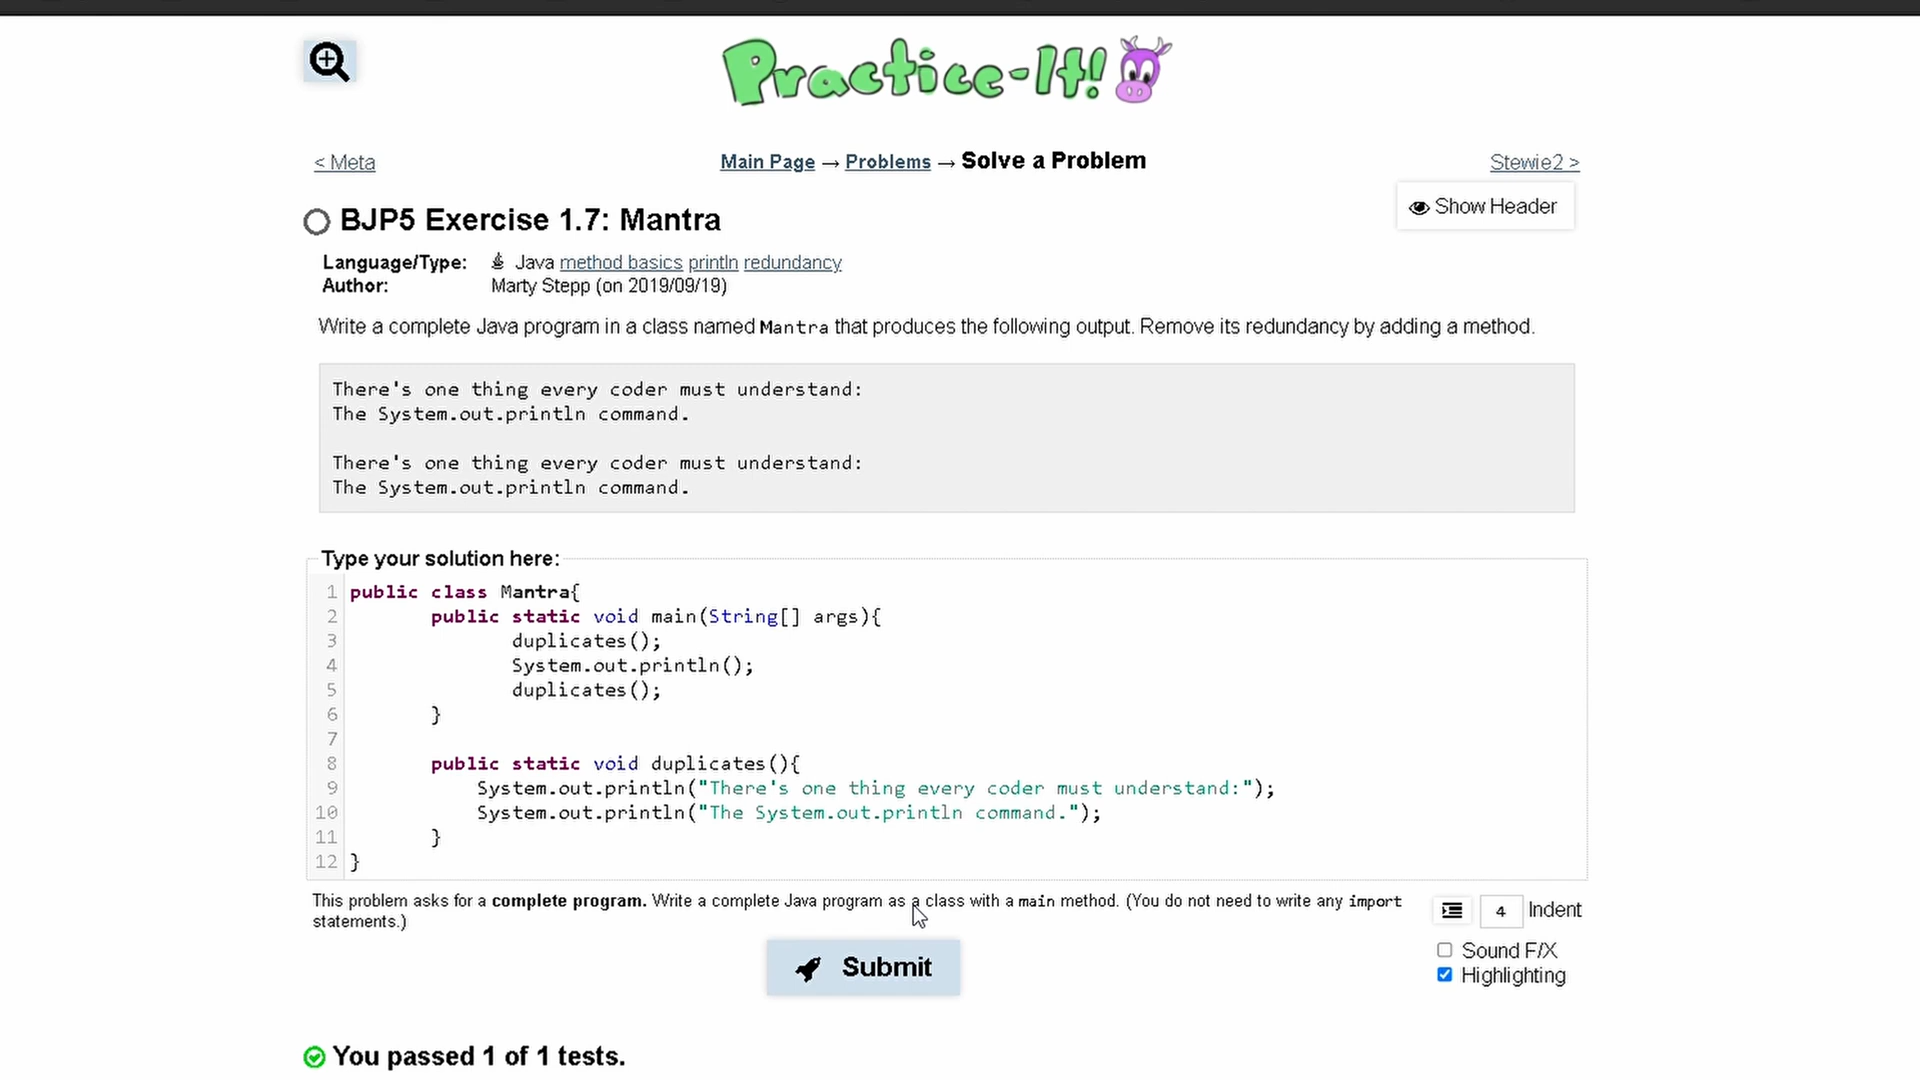 Practice-It!
< Meta
Main Page → Problems → Solve a Problem
Stewie2 >
Show Header
BJP5 Exercise 1.7: Mantra
Language/Type: Java method basics println redundancy
Author: Marty Stepp (on 2019/09/19)
Write a complete Java program in a class named Mantra that produces the following output. Remove its redundancy by adding a method.
There's one thing every coder must understand:
The System.out.println command.
There's one thing every coder must understand:
The System.out.println command.
Type your solution here:
1 public class Mantra{
2 public static void main(String[] args){
3 duplicates();
4 System.out.println();
5 duplicates();
6 }
7
8 public static void duplicates(){
9 System.out.println("There's one thing every coder must understand:");
10 System.out.println("The System.out.println command.");
11 }
12 }
This problem asks for a complete program. Write a complete Java program as a class with a main method. (You do not need to write any import
statements.)
4 Indent
Sound F/X
Highlighting
Submit
You passed 1 of 1 tests.